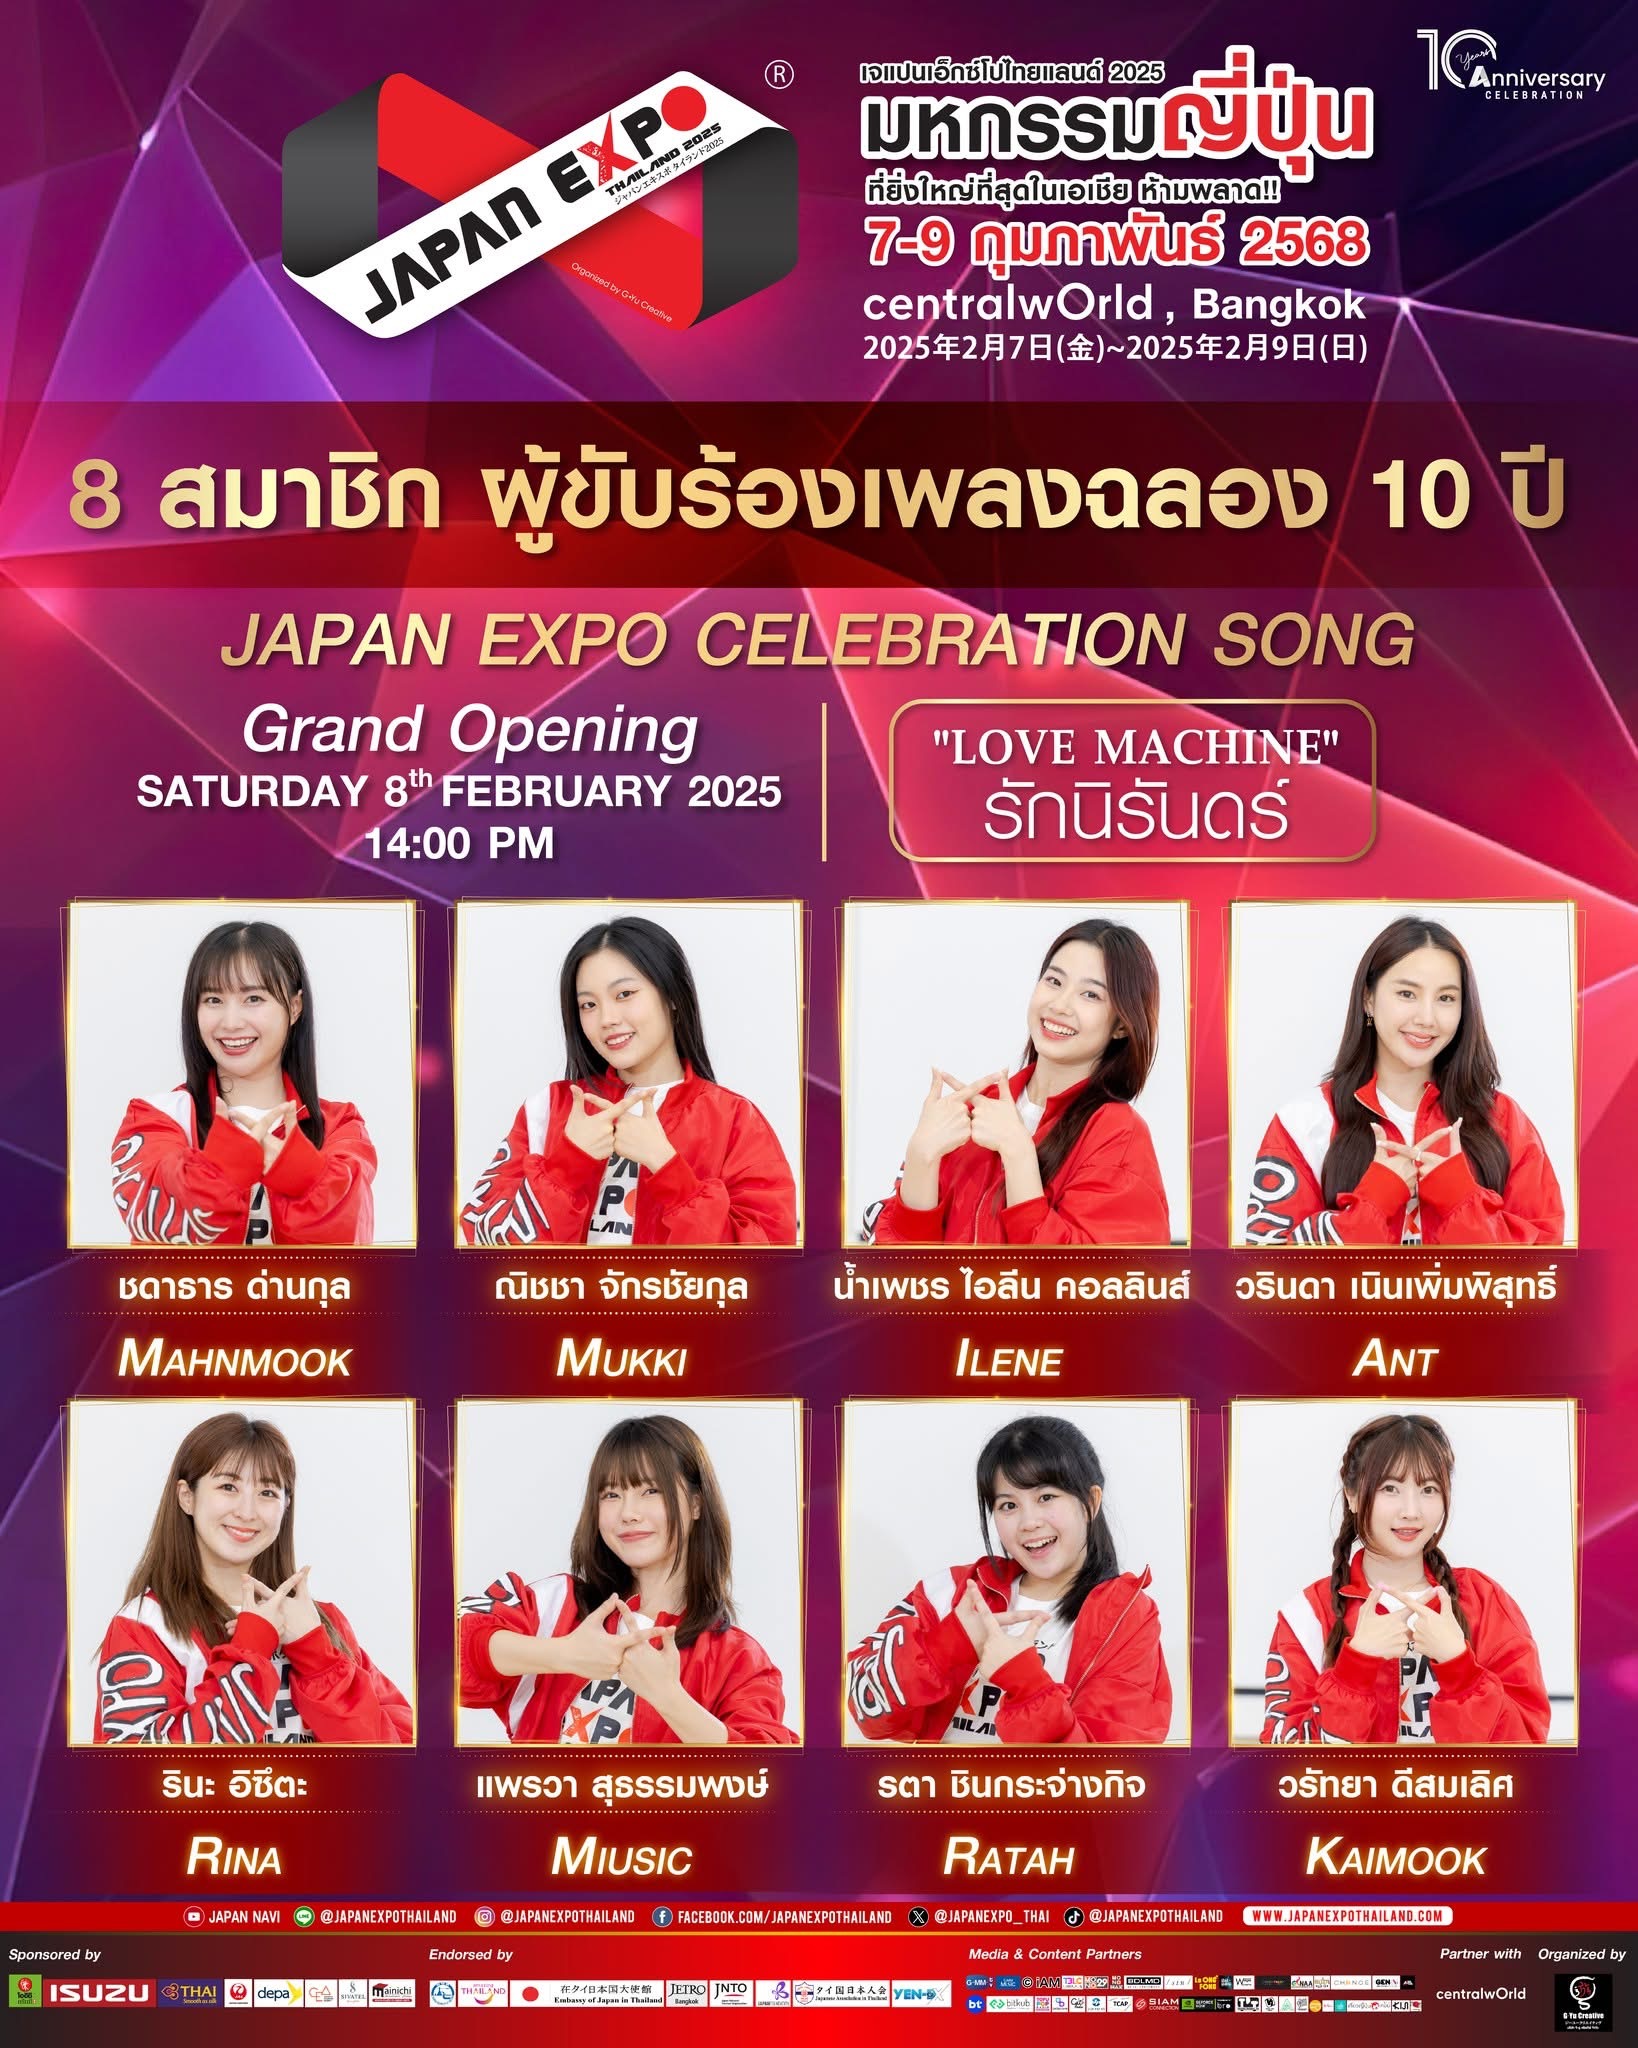 JAPAN EXPO
THAILAND 2025
ジャパンエキスポ タイランド2025
Organized by G-Yu Creative
®
เจแปนเอ็กซ์โปไทยแลนด์ 2025
มหกรรมญี่ปุ่น
ที่ยิ่งใหญ่ที่สุดในเอเชีย ห้ามพลาด!!
7-9 กุมภาพันธ์ 2568
centralwOrld , Bangkok
2025年2月7日(金)~2025年2月9日(日)
10 Years Anniversary
CELEBRATION
8 สมาชิก ผู้ขับร้องเพลงฉลอง 10 ปี
JAPAN EXPO CELEBRATION SONG
Grand Opening
SATURDAY 8th FEBRUARY 2025
14:00 PM
"LOVE MACHINE"
รักนิรันดร์
ชดาธาร ด่านกุล
MAHNMOOK
ณิชชา จักรชัยกุล
MUKKI
น้ำเพชร ไอลีน คอลลินส์
ILENE
วรินดา เนินเพิ่มพิสุทธิ์
ANT
รินะ อิซึตะ
RINA
แพรวา สุธรรมพงษ์
MIUSIC
รตา ชินกระจ่างกิจ
RATAH
วรัทยา ดีสมเลิศ
KAIMOOK
JAPAN NAVI @JAPANEXPOTHAILAND @JAPANEXPOTHAILAND FACEBOOK.COM/JAPANEXPOTHAILAND @JAPANEXPO_THAI @JAPANEXPOTHAILAND WWW.JAPANEXPOTHAILAND.COM
Sponsored by
ISUZU THAI depa SIVATEL mainichi
Endorsed by
amazing THAILAND
在タイ日本国大使館
Embassy of Japan in Thailand
JETRO
Bangkok
JNTO
タイ国日本人会
Japanese Association in Thailand
YEN-DX
Media & Content Partners
bt bitkub TCAP SIAM CONNECTION
Partner with
centralwOrld
Organized by
G-Yu Creative